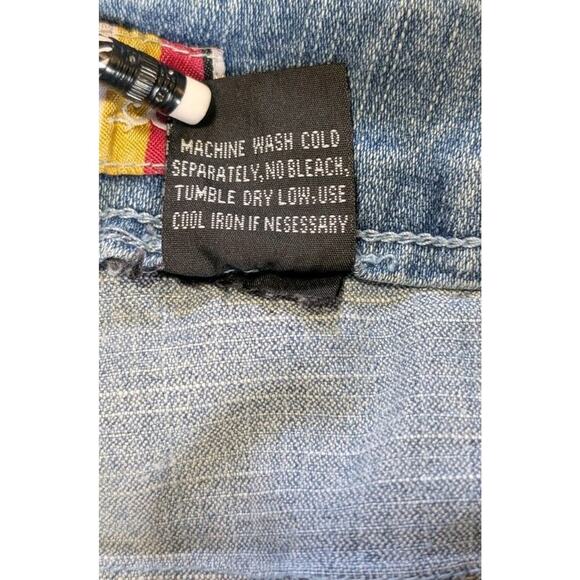 MACHINE WASH COLD
SEPARATELY, NO BLEACH,
TUMBLE DRY LOW, USE
COOL IRON IF NESESSARY